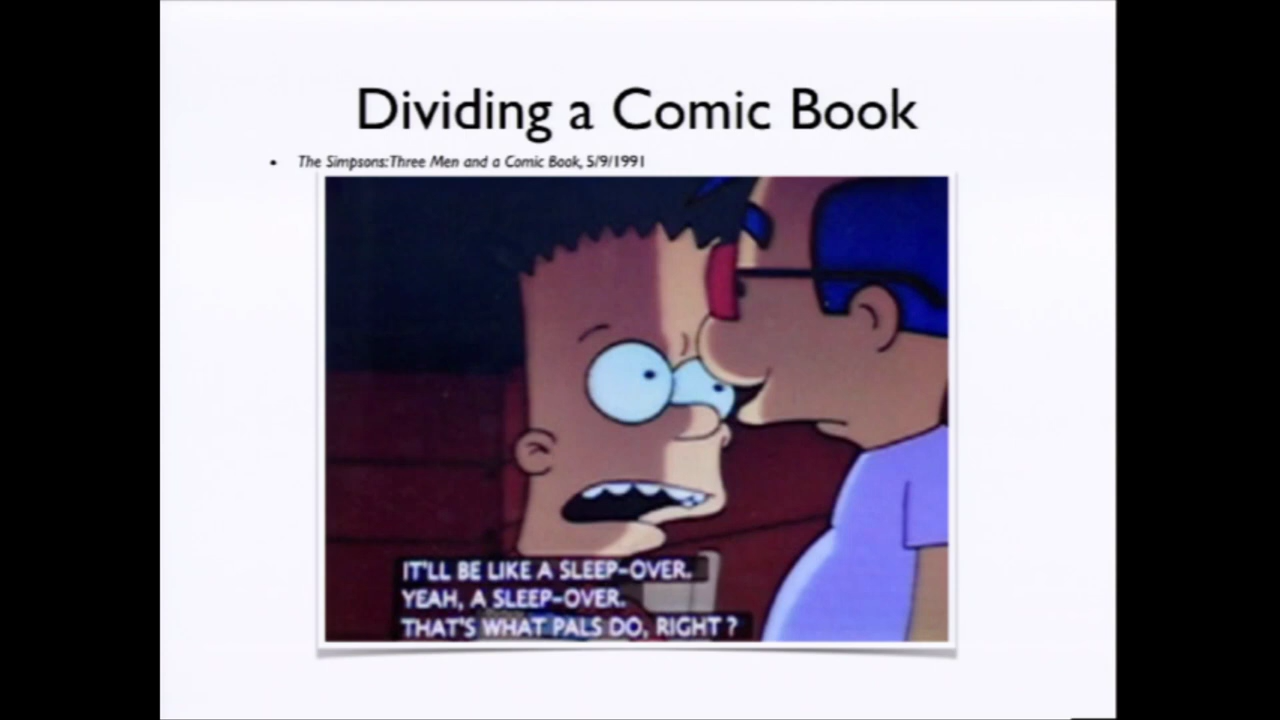 Dividing a Comic Book
• The Simpsons: Three Men and a Comic Book, 5/9/1991
IT'LL BE LIKE A SLEEP-OVER.
YEAH, A SLEEP-OVER.
THAT'S WHAT PALS DO, RIGHT?